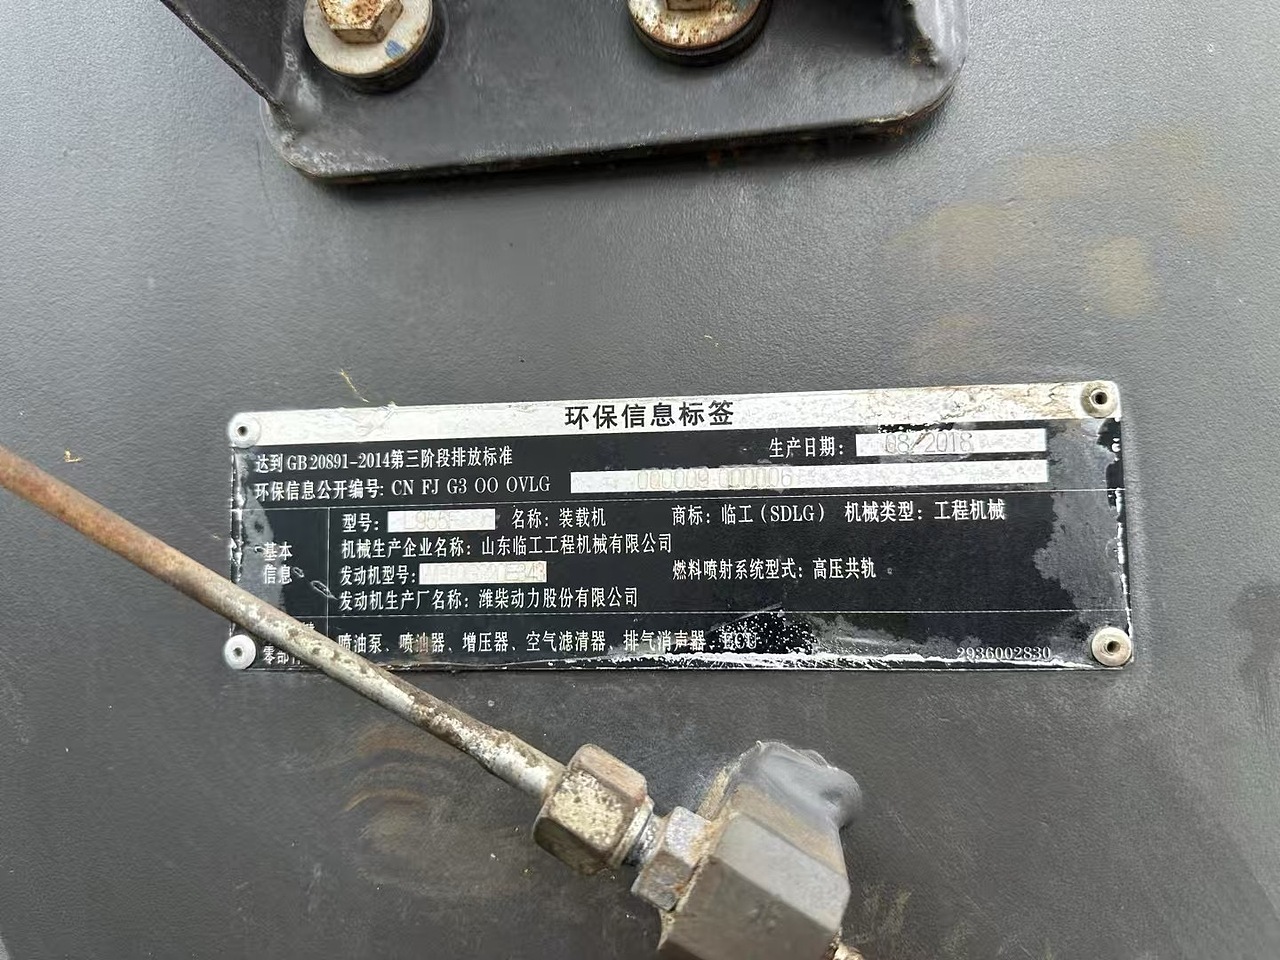 环保信息标签
达到GB 20891-2014第三阶段排放标准 生产日期: 08/2018
环保信息公开编号: CN FJ G3 OO OVLG 000009 000006
型号: 名称: 装载机 商标: 临工(SDLG) 机械类型: 工程机械
基本信息
机械生产企业名称: 山东临工工程机械有限公司
发动机型号: 燃料喷射系统型式: 高压共轨
发动机生产厂名称: 潍柴动力股份有限公司
喷油泵、喷油器、增压器、空气滤清器、排气消声器、ECU
零部 2936002830